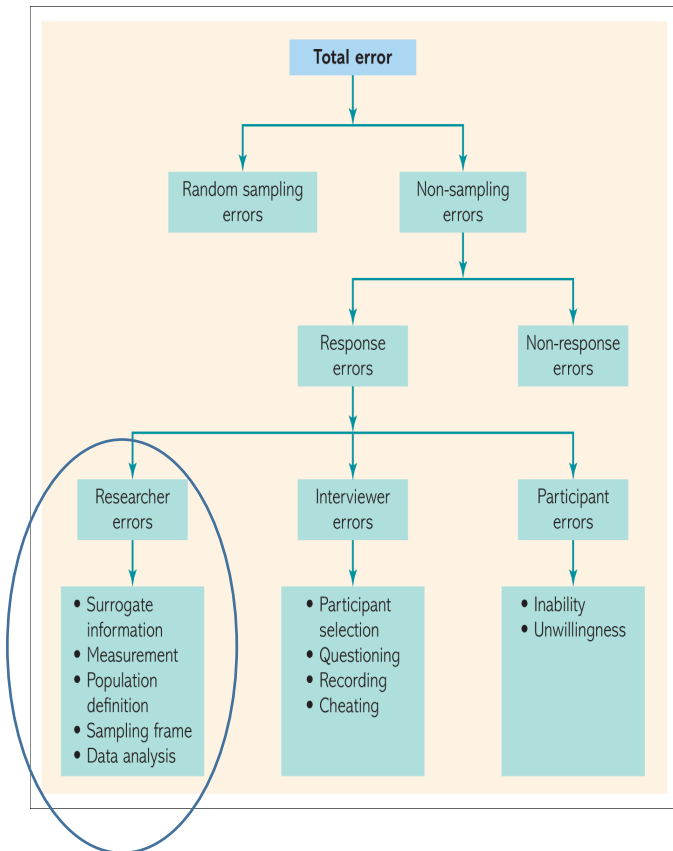 Total error
Random sampling
errors
Non-sampling
errors
Response
errors
Non-response
errors
Researcher
errors
Interviewer
errors
Participant
errors
• Surrogate
information
• Measurement
• Population
definition
• Sampling frame
• Data analysis
• Participant
selection
• Questioning
• Recording
• Cheating
• Inability
• Unwillingness